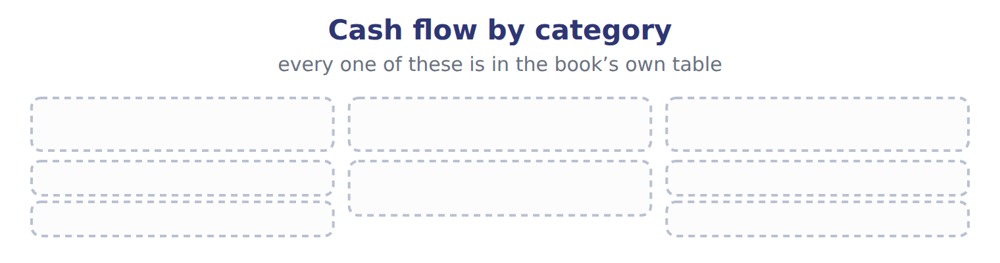 Cash flow by category
every one of these is in the book’s own table